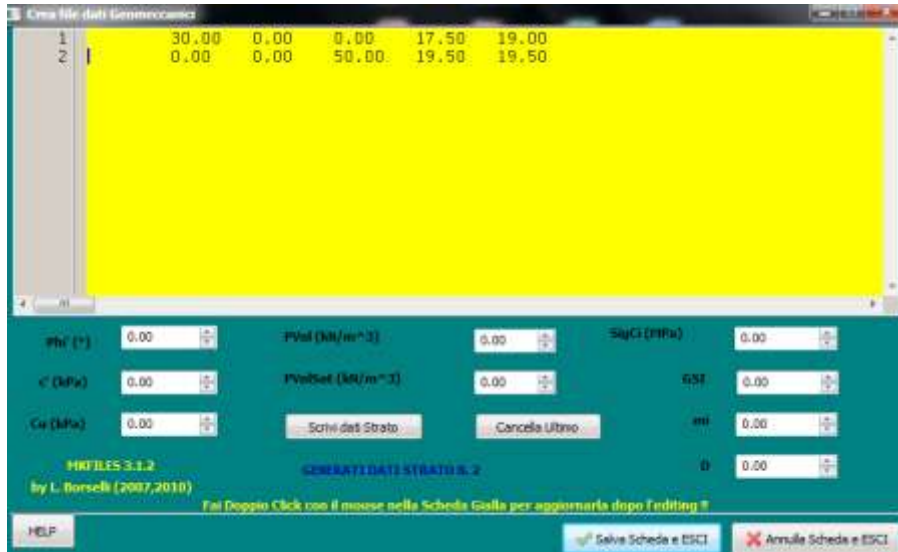 Crea file dati Geomeccanici
1 30.00 0.00 0.00 17.50 19.00
2 0.00 0.00 50.00 19.50 19.50
Phi' (°) 0.00 PVol (kN/m^3) 0.00 SigCi (MPa) 0.00
c' (kPa) 0.00 PVolSat (kN/m^3) 0.00 GSI 0.00
Cu (kPa) 0.00 Scrivi dati Strato Cancella Ultimo mi 0.00
MKFILES 3.1.2 GENERATI DATI STRATO N. 2 D 0.00
by L. Borselli (2007,2010)
Fai Doppio Click con il mouse nella Scheda Gialla per aggiornarla dopo l'editing !!
HELP Salva Scheda e ESCI Annulla Scheda e ESCI